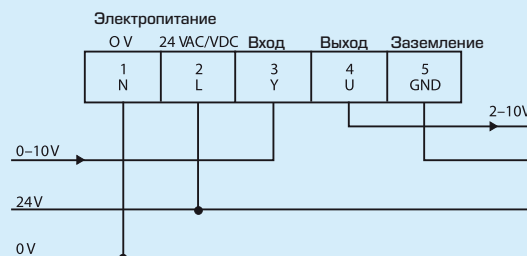 Электропитание
0 V 24 VAC/VDC Вход Выход Заземление
1 2 3 4 5
N L Y U GND
2–10V
0–10V
24V
0V